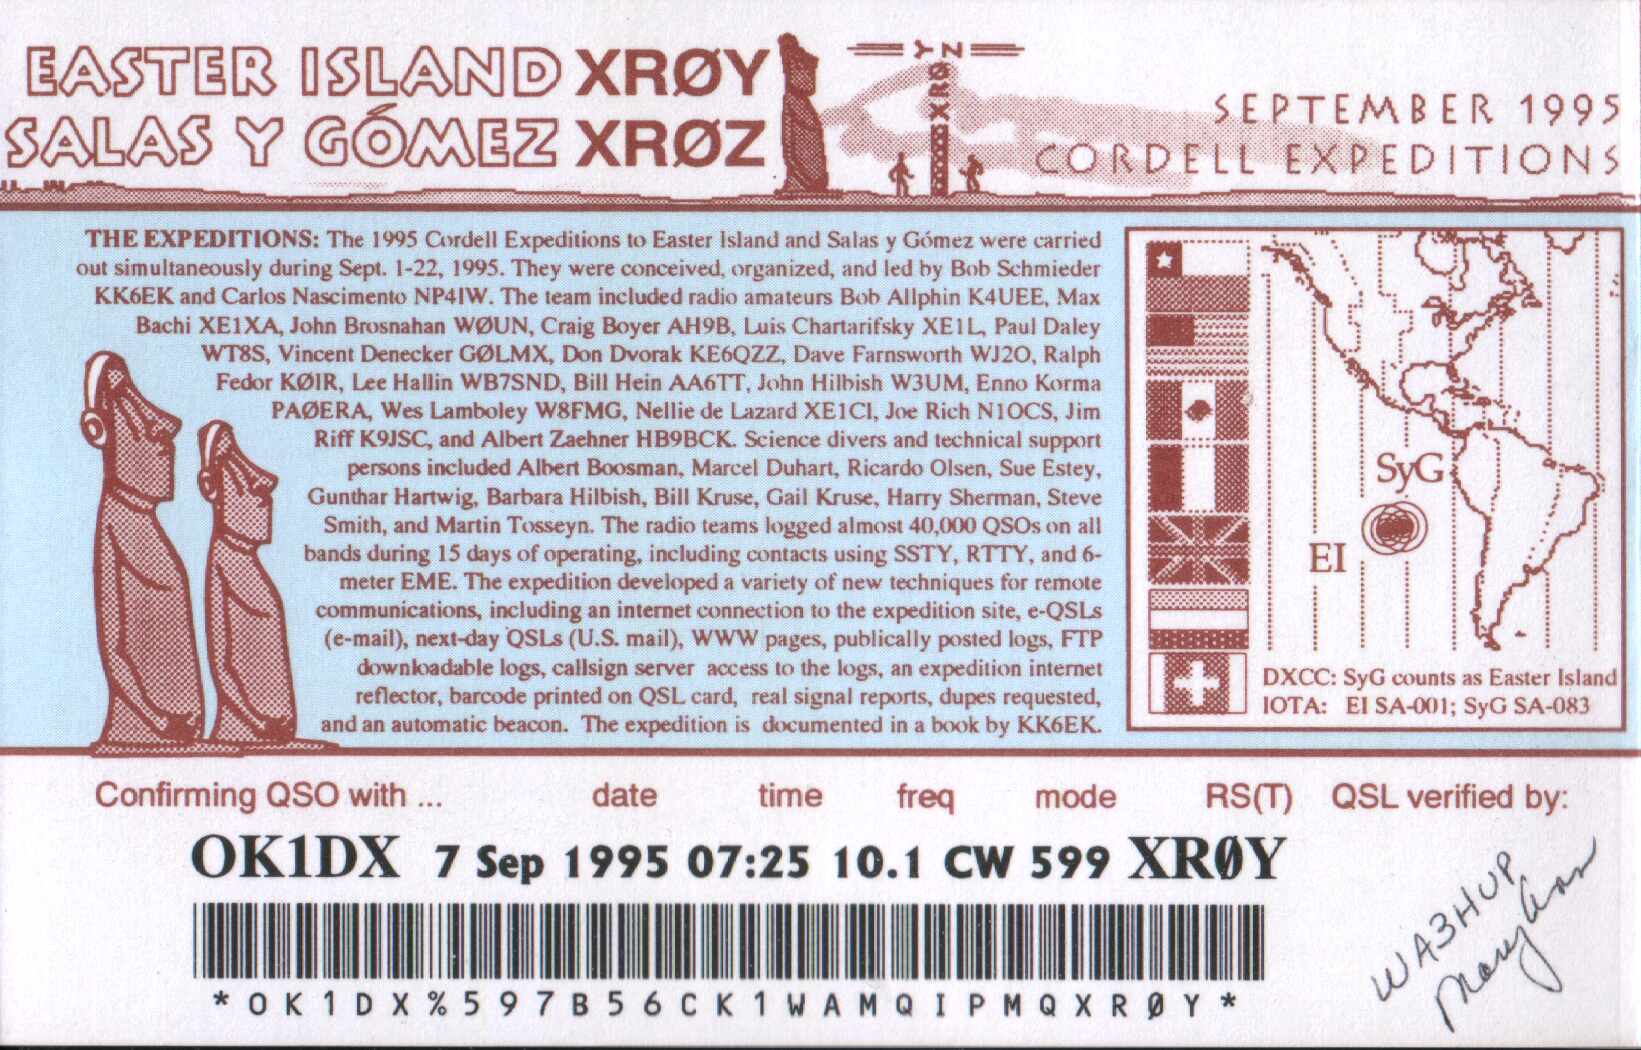 EASTER ISLAND XRØY
SALAS Y GÓMEZ XRØZ
XRØY
Z
SEPTEMBER 1995
CORDELL EXPEDITIONS
THE EXPEDITIONS: The 1995 Cordell Expeditions to Easter Island and Salas y Gómez were carried
out simultaneously during Sept. 1-22, 1995. They were conceived, organized, and led by Bob Schmieder
KK6EK and Carlos Nascimento NP4IW. The team included radio amateurs Bob Allphin K4UEE, Max
Bachi XE1XA, John Brosnahan WØUN, Craig Boyer AH9B, Luis Chartarifsky XE1L, Paul Daley
WT8S, Vincent Denecker GØLMX, Don Dvorak KE6QZZ, Dave Farnsworth WJ2O, Ralph
Fedor KØIR, Lee Hallin WB7SND, Bill Hein AA6TT, John Hilbish W3UM, Enno Korma
PAØERA, Wes Lamboley W8FMG, Nellie de Lazard XE1CI, Joe Rich N1OCS, Jim
Riff K9JSC, and Albert Zaehner HB9BCK. Science divers and technical support
persons included Albert Boosman, Marcel Duhart, Ricardo Olsen, Sue Estey,
Gunthar Hartwig, Barbara Hilbish, Bill Kruse, Gail Kruse, Harry Sherman, Steve
Smith, and Martin Tosseyn. The radio teams logged almost 40,000 QSOs on all
bands during 15 days of operating, including contacts using SSTY, RTTY, and 6-
meter EME. The expedition developed a variety of new techniques for remote
communications, including an internet connection to the expedition site, e-QSLs
(e-mail), next-day QSLs (U.S. mail), WWW pages, publically posted logs, FTP
downloadable logs, callsign server access to the logs, an expedition internet
reflector, barcode printed on QSL card, real signal reports, dupes requested,
and an automatic beacon. The expedition is documented in a book by KK6EK.
SyG
EI
DXCC: SyG counts as Easter Island
IOTA: EI SA-001; SyG SA-083
Confirming QSO with ... date time freq mode RS(T) QSL verified by:
OK1DX 7 Sep 1995 07:25 10.1 CW 599 XRØY
*OK1DX%597B56CK1WAMQIPMQXRØY*
WA3HUP
Mary Ann